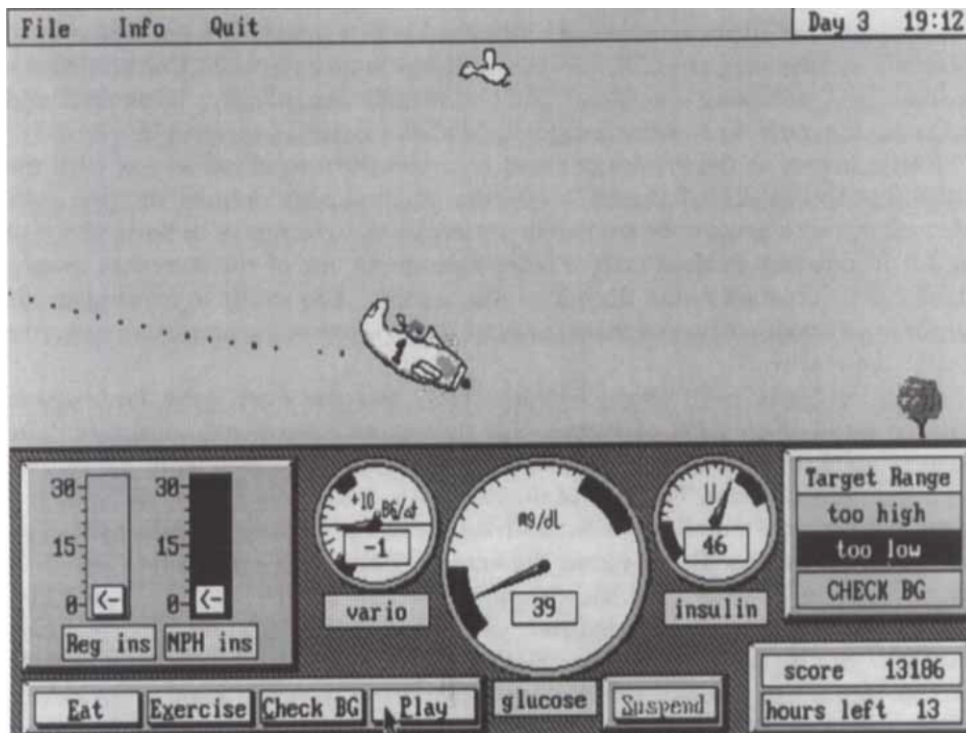 File Info Quit Day 3 19:12
1
30 30
15 15
0 0
<- <-
Reg ins NPH ins
+10 BG/dt
-1
vario
mg/dL
39
glucose
U
46
insulin
Target Range
too high
too low
CHECK BG
Eat Exercise Check BG Play
Suspend
score 13186
hours left 13